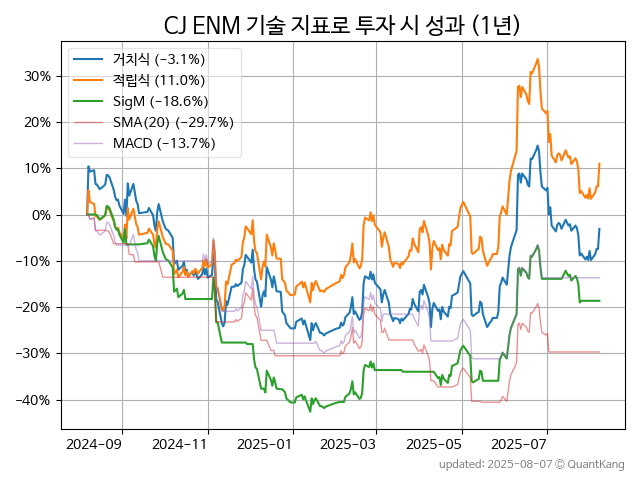 CJ ENM 기술 지표로 투자 시 성과 (1년)
거치식 (−3.1%)
적립식 (11.0%)
SigM (−18.6%)
SMA(20) (−29.7%)
MACD (−13.7%)
30%
20%
10%
0%
−10%
−20%
−30%
−40%
2024-09 2024-11 2025-01 2025-03 2025-05 2025-07
updated: 2025-08-07 © QuantKang